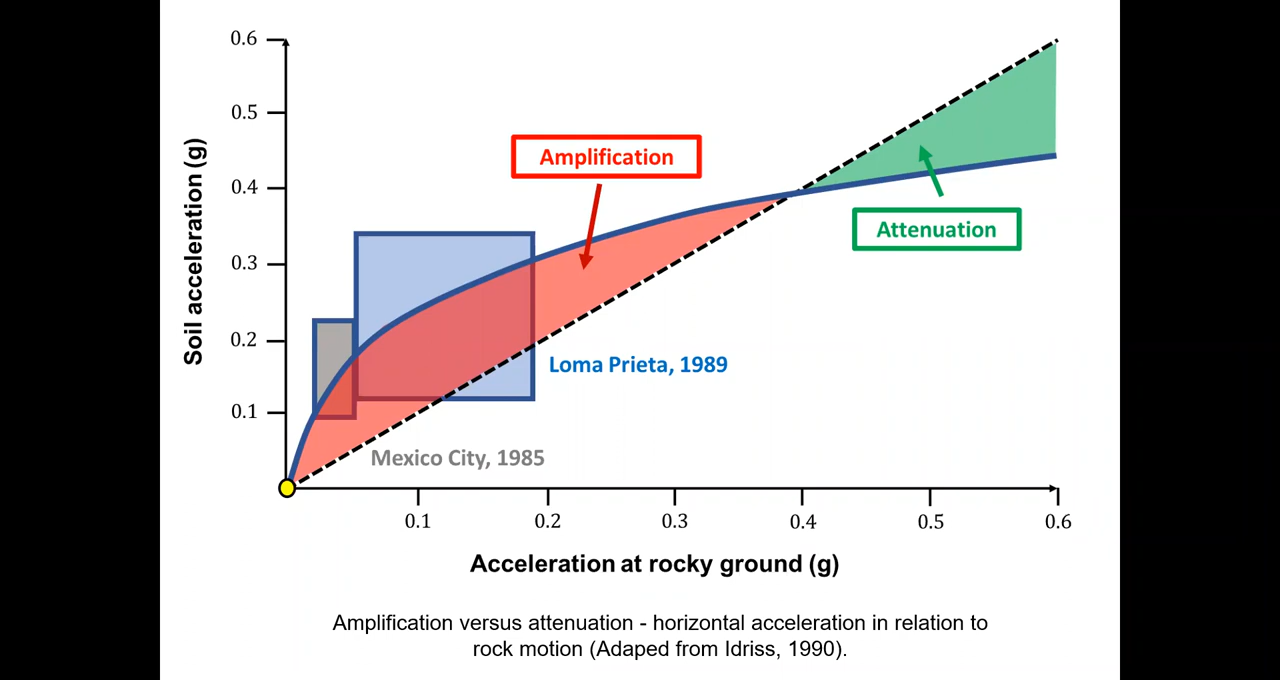 0.6
0.5
0.4
0.3
0.2
0.1
Soil acceleration (g)
Amplification
Attenuation
Loma Prieta, 1989
Mexico City, 1985
0.1 0.2 0.3 0.4 0.5 0.6
Acceleration at rocky ground (g)
Amplification versus attenuation - horizontal acceleration in relation to
rock motion (Adaped from Idriss, 1990).